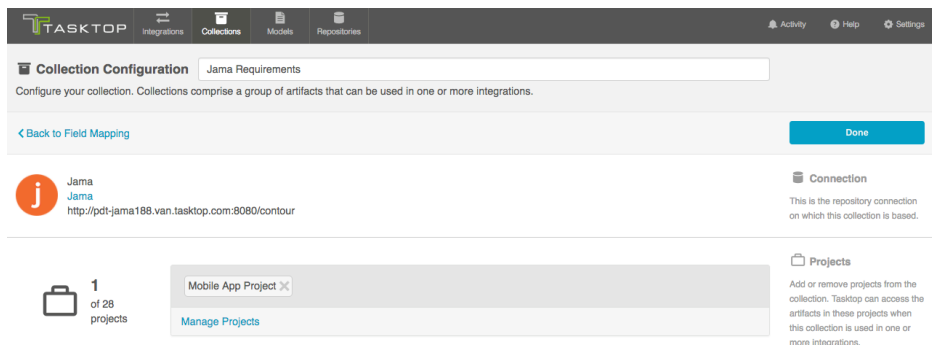 TASKTOP
Integrations
Collections
Models
Repositories
Activity
Help
Settings
Collection Configuration
Jama Requirements
Configure your collection. Collections comprise a group of artifacts that can be used in one or more integrations.
Back to Field Mapping
Done
Jama
Jama
http://pdt-jama188.van.tasktop.com:8080/contour
Connection
This is the repository connection
on which this collection is based.
1
of 28
projects
Mobile App Project
Manage Projects
Projects
Add or remove projects from the
collection. Tasktop can access the
artifacts in these projects when
this collection is used in one or
more integrations.